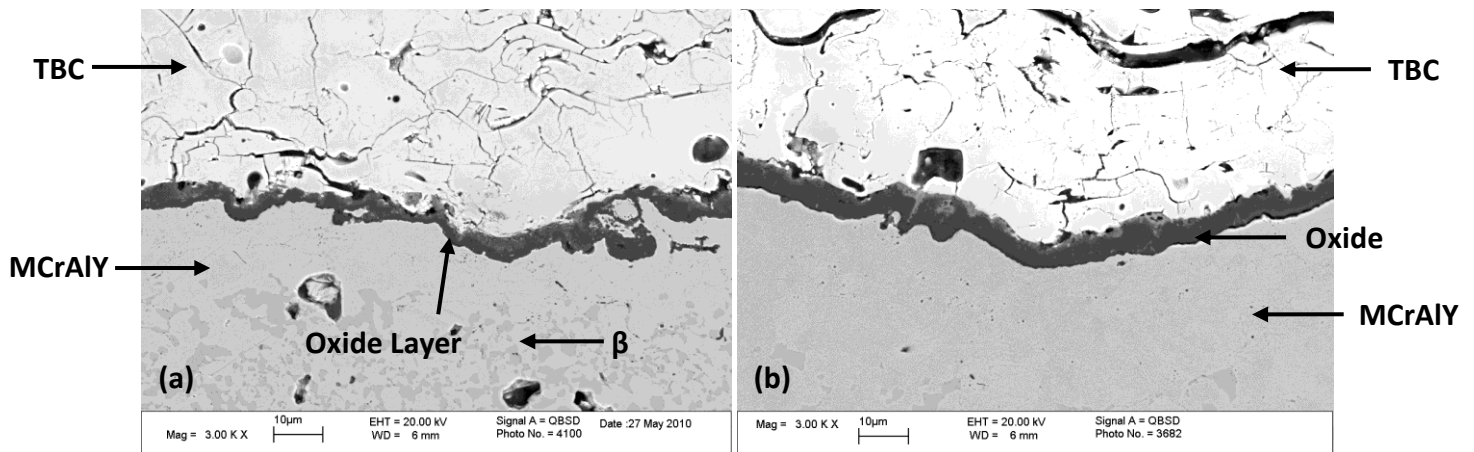 TBC
MCrAlY
Oxide Layer
β
(a)
Mag = 3.00 K X
10µm
EHT = 20.00 kV
WD = 6 mm
Signal A = QBSD
Photo No. = 4100
Date :27 May 2010
TBC
Oxide
MCrAlY
(b)
Mag = 3.00 K X
10µm
EHT = 20.00 kV
WD = 6 mm
Signal A = QBSD
Photo No. = 3682